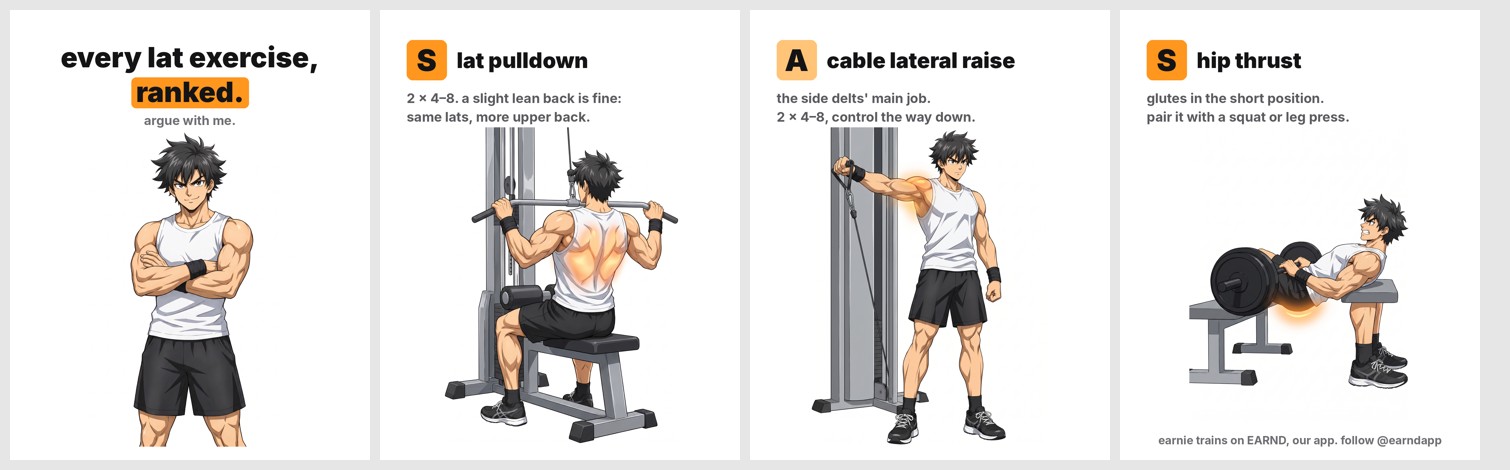 every lat exercise,
ranked.
argue with me.
S lat pulldown
2 × 4–8. a slight lean back is fine:
same lats, more upper back.
A cable lateral raise
the side delts' main job.
2 × 4–8, control the way down.
S hip thrust
glutes in the short position.
pair it with a squat or leg press.
earnie trains on EARND, our app. follow @earndapp